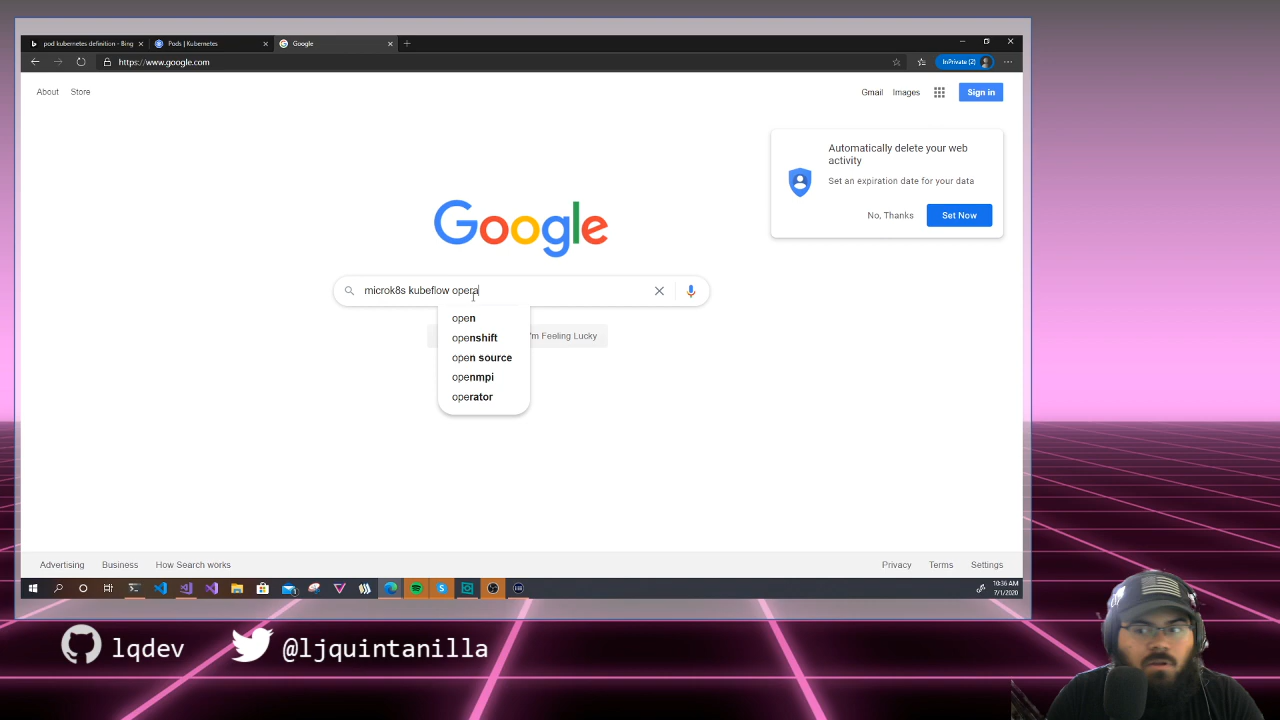 pod kubernetes definition - Bing
Pods | Kubernetes
Google
https://www.google.com
InPrivate (2)
About
Store
Gmail
Images
Sign in
Automatically delete your web
activity
Set an expiration date for your data
No, Thanks
Set Now
Google
microk8s kubeflow opera
open
openshift
open source
openmpi
operator
I'm Feeling Lucky
Advertising
Business
How Search works
Privacy
Terms
Settings
10:36 AM
7/1/2020
lqdev
@ljquintanilla